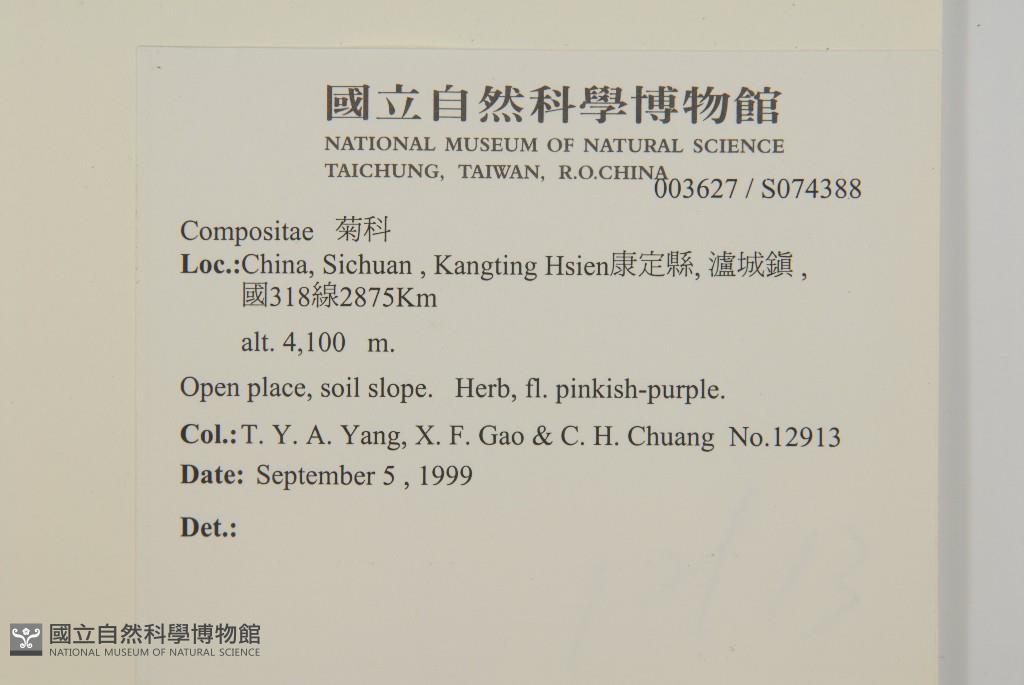 國立自然科學博物館
NATIONAL MUSEUM OF NATURAL SCIENCE
TAICHUNG, TAIWAN, R.O.CHINA
003627 / S074388
Compositae 菊科
Loc.:China, Sichuan , Kangting Hsien康定縣, 瀘城鎭 ,
國318線2875Km
alt. 4,100 m.
Open place, soil slope. Herb, fl. pinkish-purple.
Col.: T. Y. A. Yang, X. F. Gao & C. H. Chuang No.12913
Date: September 5 , 1999
Det.:
國立自然科學博物館
NATIONAL MUSEUM OF NATURAL SCIENCE